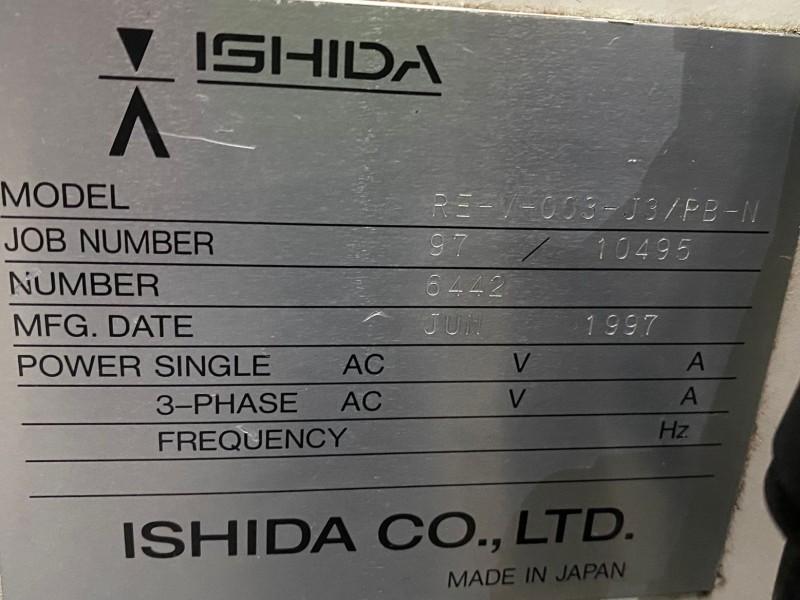 ISHIDA
MODEL RE-V-003-J3/PB-N
JOB NUMBER 97 / 10495
NUMBER 6442
MFG. DATE JUN 1997
POWER SINGLE AC V A
3-PHASE AC V A
FREQUENCY Hz
ISHIDA CO., LTD.
MADE IN JAPAN